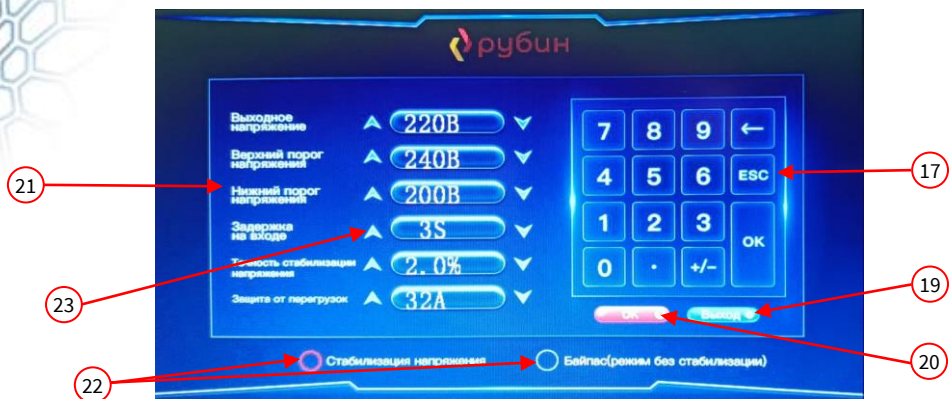 рубин
Выходное
напряжение
220В
Верхний порог
напряжения
240В
Нижний порог
напряжения
200В
Задержка
на входе
3S
Точность стабилизации
напряжения
2.0%
Защита от перегрузок
32А
7 8 9 ←
4 5 6 ESC
1 2 3
OK
0 . +/-
OK
Выход
Стабилизация напряжения
Байпас(режим без стабилизации)
21
23
22
17
19
20